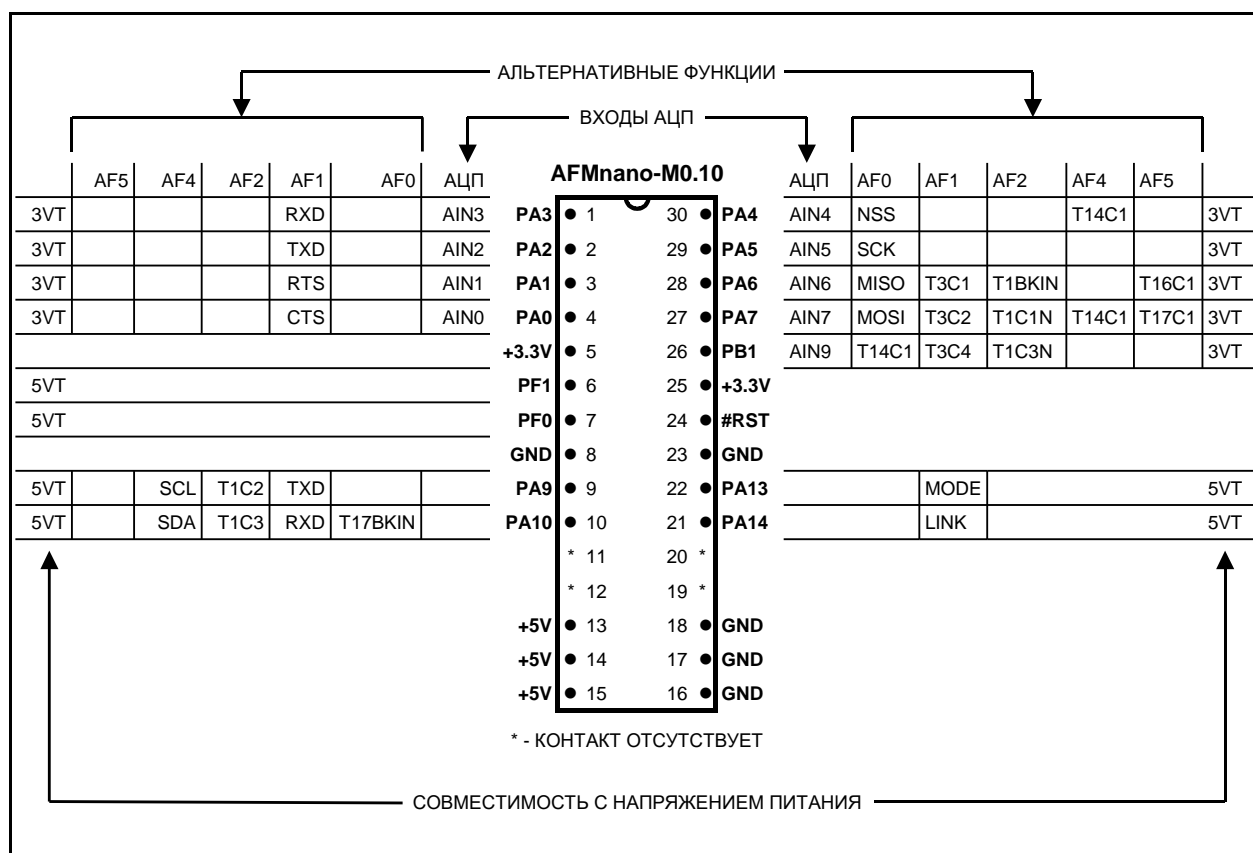 АЛЬТЕРНАТИВНЫЕ ФУНКЦИИ
ВХОДЫ АЦП
AF5 AF4 AF2 AF1 AF0 АЦП AFMnano-M0.10 АЦП AF0 AF1 AF2 AF4 AF5
3VT RXD AIN3 PA3 1 30 PA4 AIN4 NSS T14C1 3VT
3VT TXD AIN2 PA2 2 29 PA5 AIN5 SCK 3VT
3VT RTS AIN1 PA1 3 28 PA6 AIN6 MISO T3C1 T1BKIN T16C1 3VT
3VT CTS AIN0 PA0 4 27 PA7 AIN7 MOSI T3C2 T1C1N T14C1 T17C1 3VT
+3.3V 5 26 PB1 AIN9 T14C1 T3C4 T1C3N 3VT
5VT PF1 6 25 +3.3V
5VT PF0 7 24 #RST
GND 8 23 GND
5VT SCL T1C2 TXD PA9 9 22 PA13 MODE 5VT
5VT SDA T1C3 RXD T17BKIN PA10 10 21 PA14 LINK 5VT
* 11 20 *
* 12 19 *
+5V 13 18 GND
+5V 14 17 GND
+5V 15 16 GND
* - КОНТАКТ ОТСУТСТВУЕТ
СОВМЕСТИМОСТЬ С НАПРЯЖЕНИЕМ ПИТАНИЯ